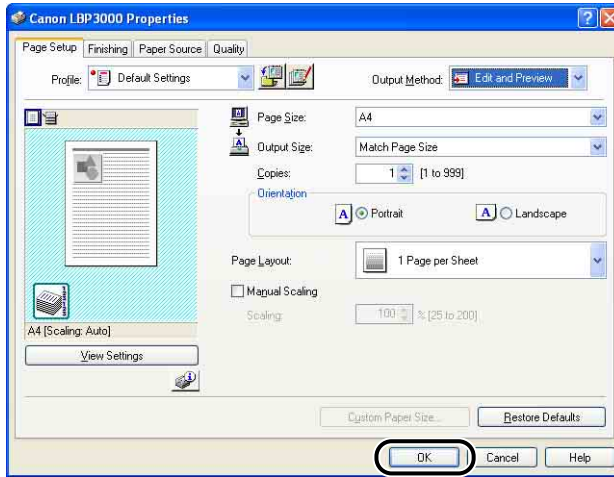 Canon LBP3000 Properties
Page Setup Finishing Paper Source Quality
Profile: Default Settings Output Method: Edit and Preview
Page Size: A4
Output Size: Match Page Size
Copies: 1 [1 to 999]
Orientation
A Portrait A Landscape
Page Layout: 1 Page per Sheet
Manual Scaling
Scaling: 100 % [25 to 200]
A4 [Scaling: Auto]
View Settings
Custom Paper Size... Restore Defaults
OK Cancel Help